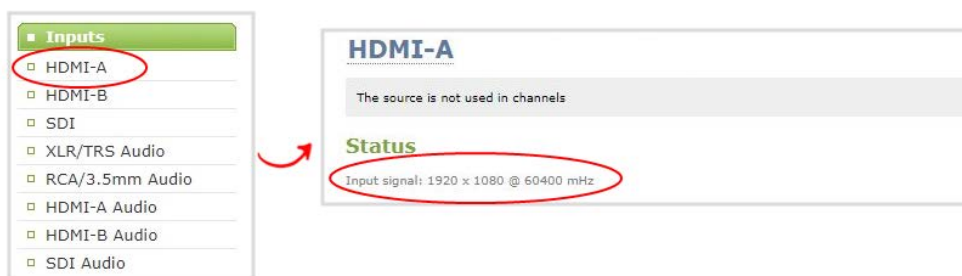 Inputs
HDMI-A
HDMI-B
SDI
XLR/TRS Audio
RCA/3.5mm Audio
HDMI-A Audio
HDMI-B Audio
SDI Audio
HDMI-A
The source is not used in channels
Status
Input signal: 1920 x 1080 @ 60400 mHz